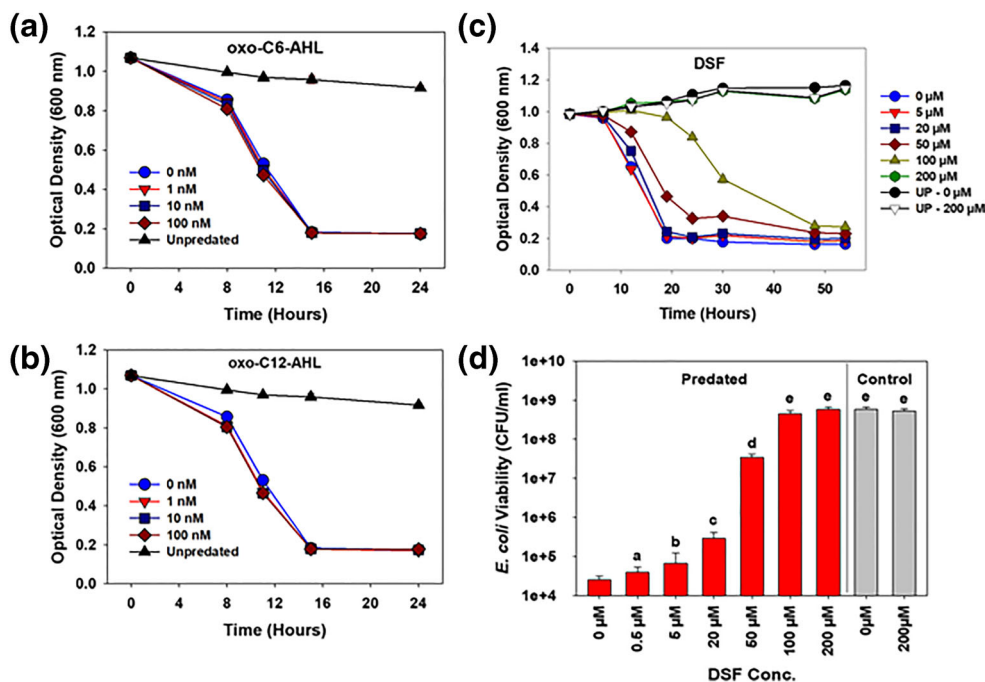 (a)
oxo-C6-AHL
Optical Density (600 nm)
1.2
1.0
0.8
0.6
0.4
0.2
0.0
0 nM
1 nM
10 nM
100 nM
Unpredated
0 4 8 12 16 20 24
Time (Hours)
(b)
oxo-C12-AHL
Optical Density (600 nm)
1.2
1.0
0.8
0.6
0.4
0.2
0.0
0 nM
1 nM
10 nM
100 nM
Unpredated
0 4 8 12 16 20 24
Time (Hours)
(c)
DSF
Optical Density (600 nm)
1.4
1.2
1.0
0.8
0.6
0.4
0.2
0.0
0 10 20 30 40 50
Time (Hours)
0 µM
5 µM
20 µM
50 µM
100 µM
200 µM
UP - 0 µM
UP - 200 µM
(d)
E. coli Viability (CFU/ml)
1e+10
1e+9
1e+8
1e+7
1e+6
1e+5
1e+4
Predated Control
a b c d e e e e
0 µM 0.5 µM 5 µM 20 µM 50 µM 100 µM 200 µM 0µM 200µM
DSF Conc.